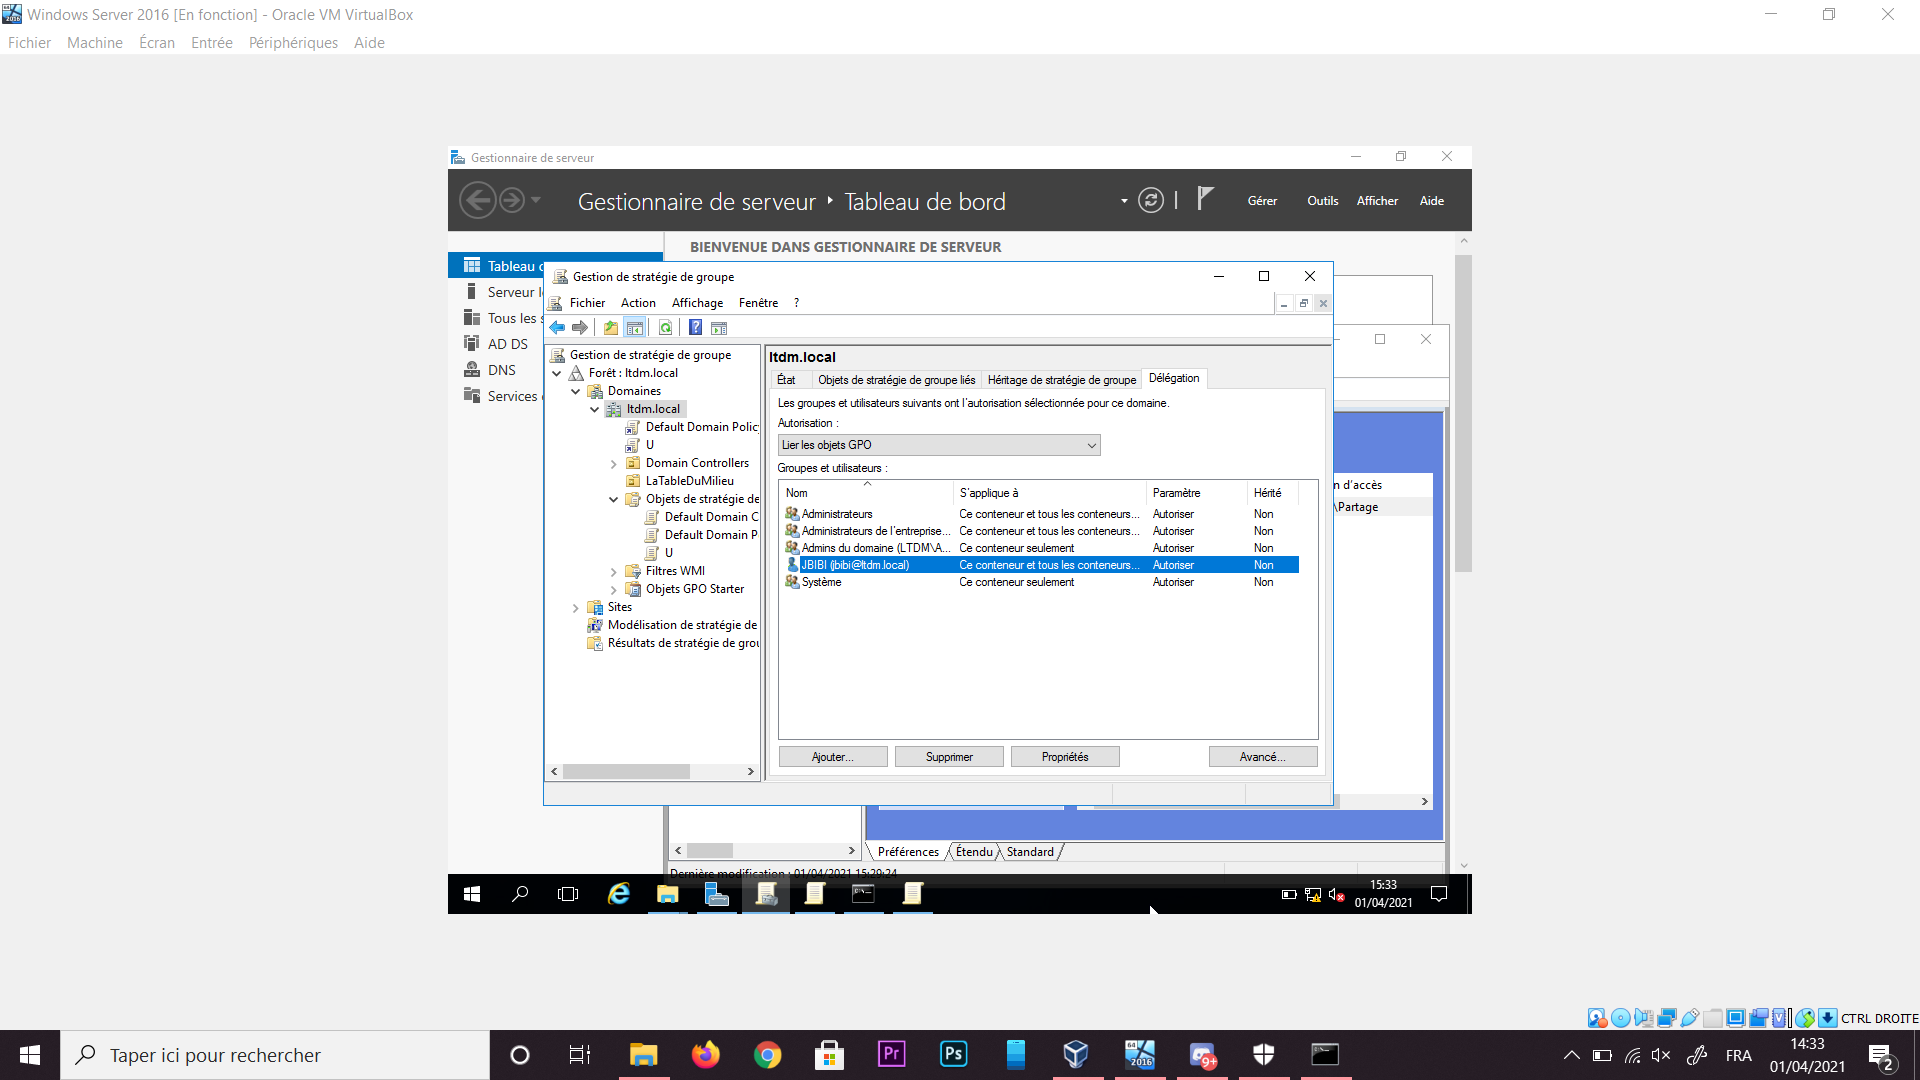 Windows Server 2016 [En fonction] - Oracle VM VirtualBox
Fichier Machine Écran Entrée Périphériques Aide
Gestionnaire de serveur
Gestionnaire de serveur ‣ Tableau de bord
Gérer Outils Afficher Aide
BIENVENUE DANS GESTIONNAIRE DE SERVEUR
Tableau
Serveur
Tous les
AD DS
DNS
Services
Gestion de stratégie de groupe
Fichier Action Affichage Fenêtre ?
Gestion de stratégie de groupe
Forêt : ltdm.local
Domaines
ltdm.local
Default Domain Polic
U
Domain Controllers
LaTableDuMilieu
Objets de stratégie de
Default Domain C
Default Domain P
U
Filtres WMI
Objets GPO Starter
Sites
Modélisation de stratégie de
Résultats de stratégie de grou
ltdm.local
État Objets de stratégie de groupe liés Héritage de stratégie de groupe Délégation
Les groupes et utilisateurs suivants ont l'autorisation sélectionnée pour ce domaine.
Autorisation :
Lier les objets GPO
Groupes et utilisateurs :
Nom S'applique à Paramètre Hérité
Administrateurs Ce conteneur et tous les conteneurs... Autoriser Non
Administrateurs de l'entreprise... Ce conteneur et tous les conteneurs... Autoriser Non
Admins du domaine (LTDM\A... Ce conteneur seulement Autoriser Non
JBIBI (jbibi@ltdm.local) Ce conteneur et tous les conteneurs... Autoriser Non
Système Ce conteneur seulement Autoriser Non
Ajouter... Supprimer Propriétés Avancé...
n d'accès
\Partage
Préférences Étendu Standard
Dernière modification : 01/04/2021 15:29:24
15:33
01/04/2021
CTRL DROITE
Taper ici pour rechercher
Pr
Ps
64
2016
9+
FRA
14:33
01/04/2021
2